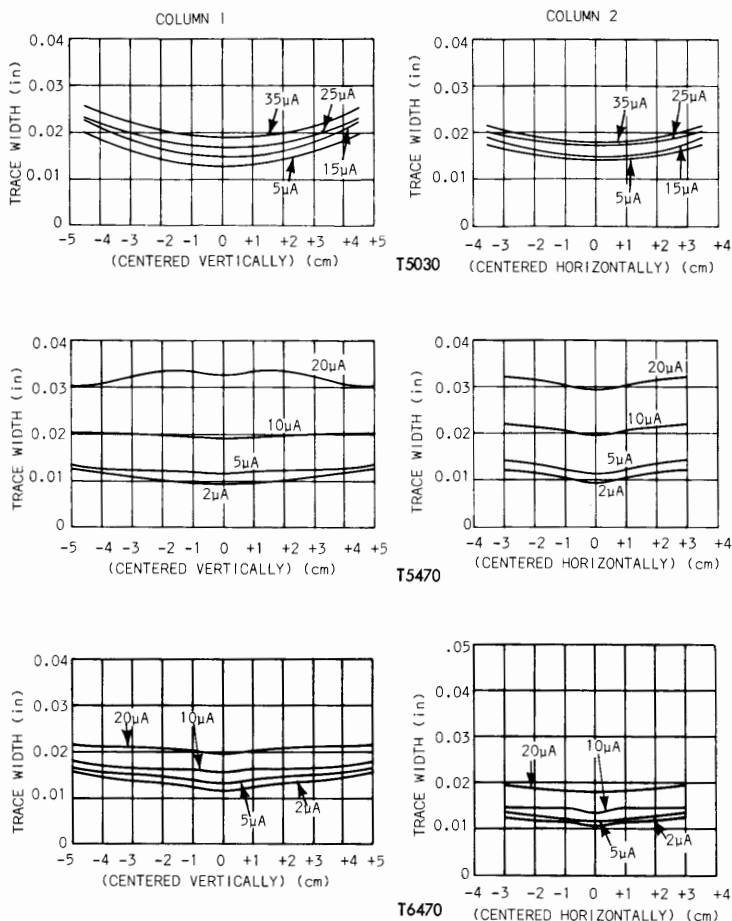 COLUMN 1
COLUMN 2
TRACE WIDTH (in)
0.04
0.03
0.02
0.01
0
35µA
25µA
15µA
5µA
-5 -4 -3 -2 -1 0 +1 +2 +3 +4 +5
(CENTERED VERTICALLY) (cm)
TRACE WIDTH (in)
0.04
0.03
0.02
0.01
0
35µA
25µA
5µA
15µA
-4 -3 -2 -1 0 +1 +2 +3 +4
(CENTERED HORIZONTALLY) (cm)
T5030
TRACE WIDTH (in)
0.04
0.03
0.02
0.01
0
20µA
10µA
5µA
2µA
-5 -4 -3 -2 -1 0 +1 +2 +3 +4 +5
(CENTERED VERTICALLY) (cm)
TRACE WIDTH (in)
0.04
0.03
0.02
0.01
0
20µA
10µA
5µA
2µA
-4 -3 -2 -1 0 +1 +2 +3 +4
(CENTERED HORIZONTALLY) (cm)
T5470
TRACE WIDTH (in)
0.04
0.03
0.02
0.01
0
20µA
10µA
5µA
2µA
-5 -4 -3 -2 -1 0 +1 +2 +3 +4 +5
(CENTERED VERTICALLY) (cm)
TRACE WIDTH (in)
.05
0.04
0.03
0.02
0.01
0
20µA
10µA
5µA
2µA
-4 -3 -2 -1 0 +1 +2 +3 +4
(CENTERED HORIZONTALLY) (cm)
T6470